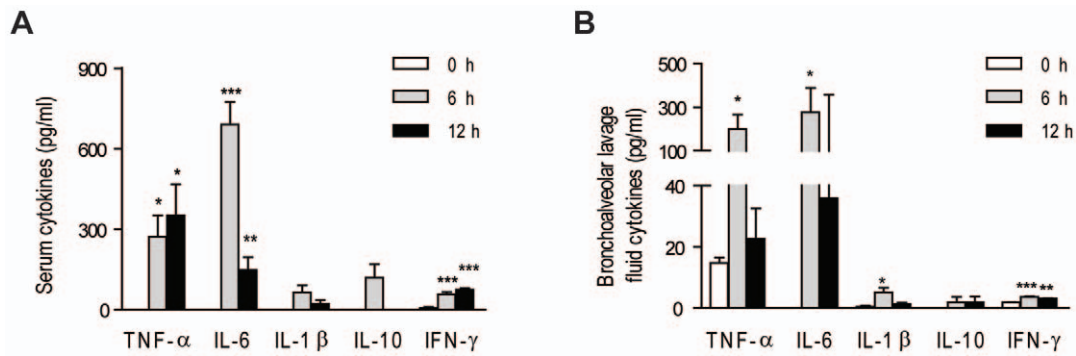 A
Serum cytokines (pg/ml)
900
600
300
0
0 h
6 h
12 h
*
*
***
**
***
***
TNF-α
IL-6
IL-1 β
IL-10
IFN-γ
B
Bronchoalveolar lavage
fluid cytokines (pg/ml)
500
300
100
40
20
0
0 h
6 h
12 h
*
*
*
***
**
TNF-α
IL-6
IL-1 β
IL-10
IFN-γ